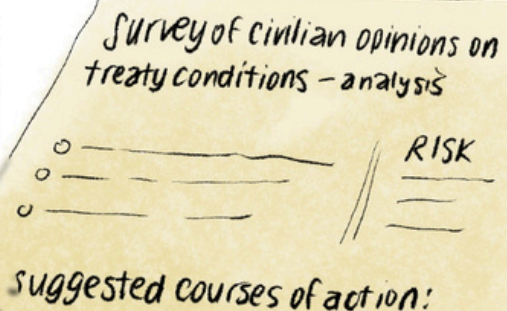 Survey of civilian opinions on
treaty conditions - analysis
RISK
suggested courses of action: